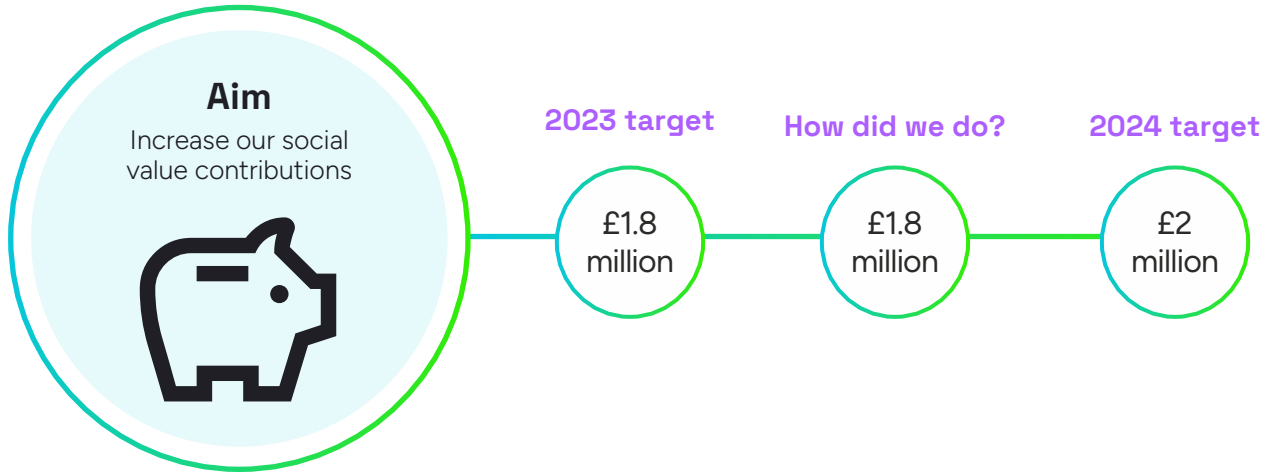 Aim
Increase our social
value contributions
2023 target
£1.8
million
How did we do?
£1.8
million
2024 target
£2
million